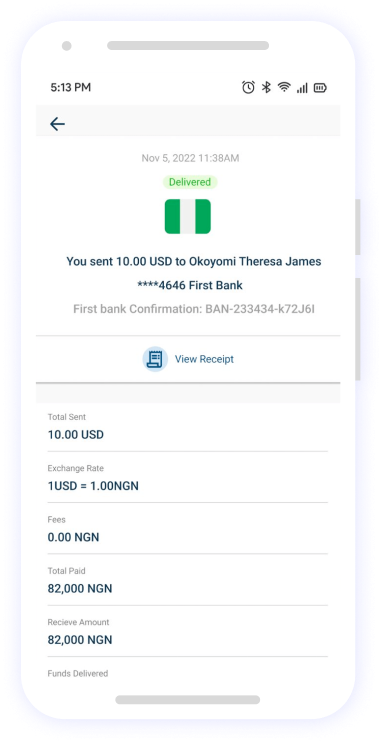 5:13 PM
Nov 5, 2022 11:38AM
Delivered
You sent 10.00 USD to Okoyomi Theresa James
****4646 First Bank
First bank Confirmation: BAN-233434-k72J6I
View Receipt
Total Sent
10.00 USD
Exchange Rate
1USD = 1.00NGN
Fees
0.00 NGN
Total Paid
82,000 NGN
Recieve Amount
82,000 NGN
Funds Delivered